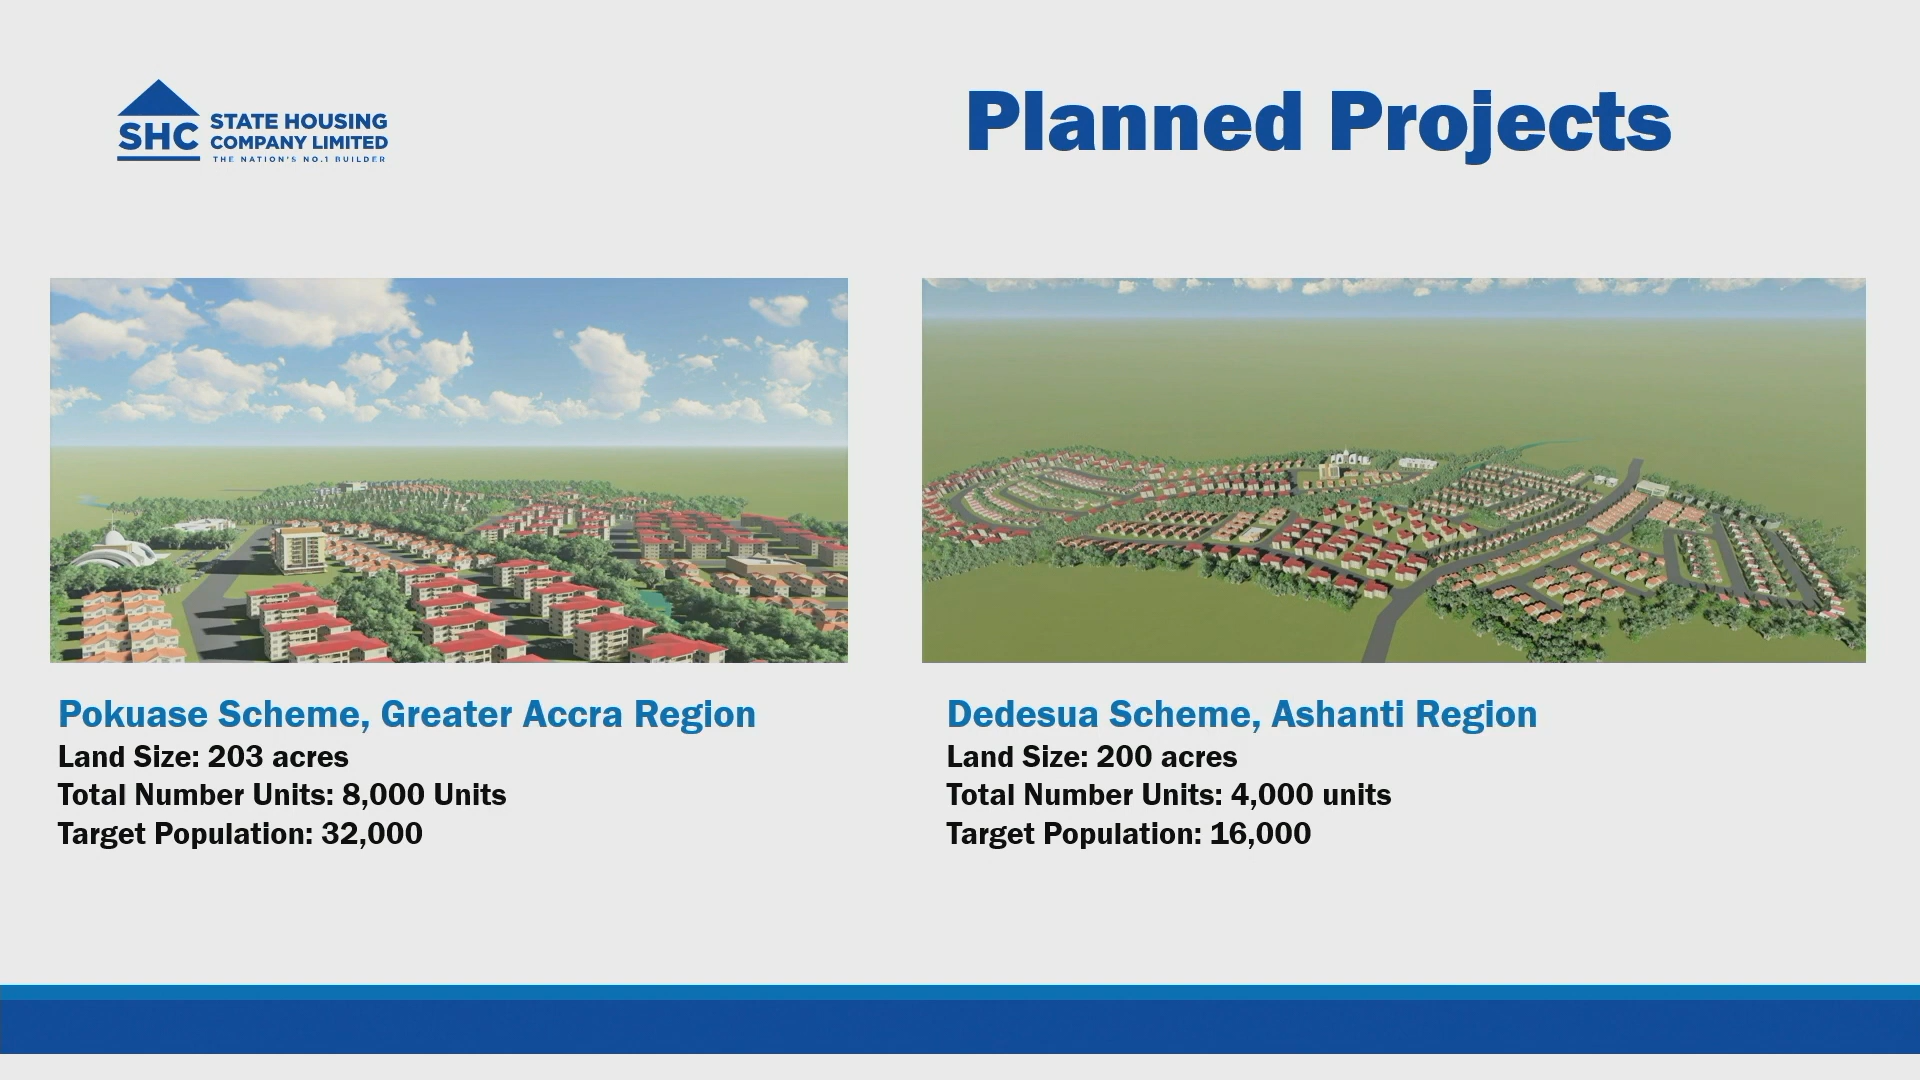 SHC
STATE HOUSING
COMPANY LIMITED
THE NATION'S NO.1 BUILDER
Planned Projects
Pokuase Scheme, Greater Accra Region
Land Size: 203 acres
Total Number Units: 8,000 Units
Target Population: 32,000
Dedesua Scheme, Ashanti Region
Land Size: 200 acres
Total Number Units: 4,000 units
Target Population: 16,000